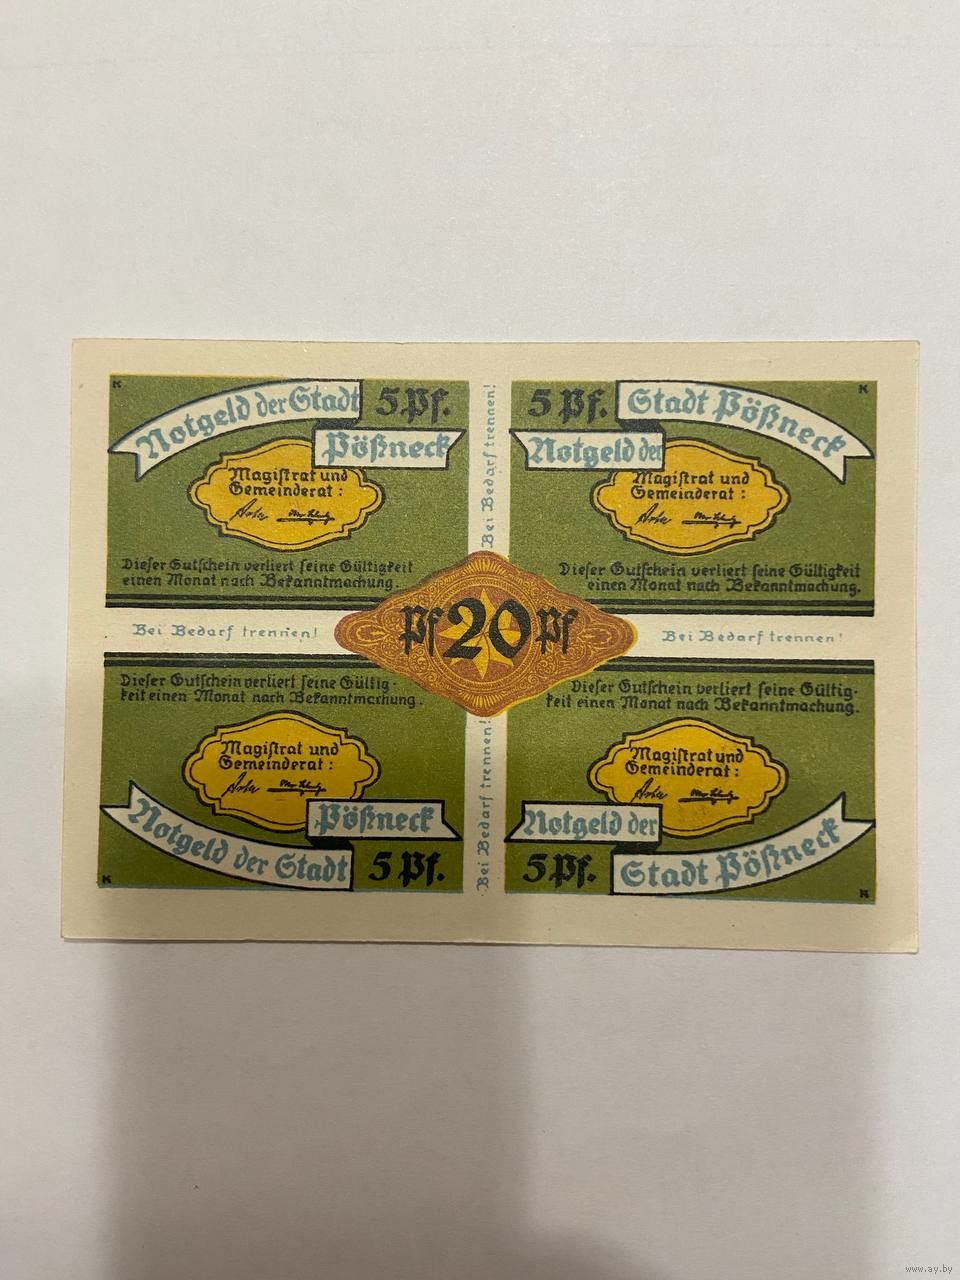 K
Notgeld der Stadt
5 Pf.
Pößneck
Magistrat und
Gemeinderat:
Dieser Gutschein verliert seine Gültigkeit
einen Monat nach Bekanntmachung.
Bei Bedarf trennen!
K
5 Pf.
Stadt Pößneck
Notgeld der
Magistrat und
Gemeinderat:
Dieser Gutschein verliert seine Gültigkeit
einen Monat nach Bekanntmachung.
Bei Bedarf trennen!
Pf 20 Pf
Bei Bedarf trennen!
Dieser Gutschein verliert seine Gültig-
keit einen Monat nach Bekanntmachung.
Magistrat und
Gemeinderat:
Pößneck
Notgeld der Stadt
5 Pf.
K
Bei Bedarf trennen!
Dieser Gutschein verliert seine Gültig-
keit einen Monat nach Bekanntmachung.
Magistrat und
Gemeinderat:
Notgeld der
Stadt Pößneck
5 Pf.
K
www.ay.by